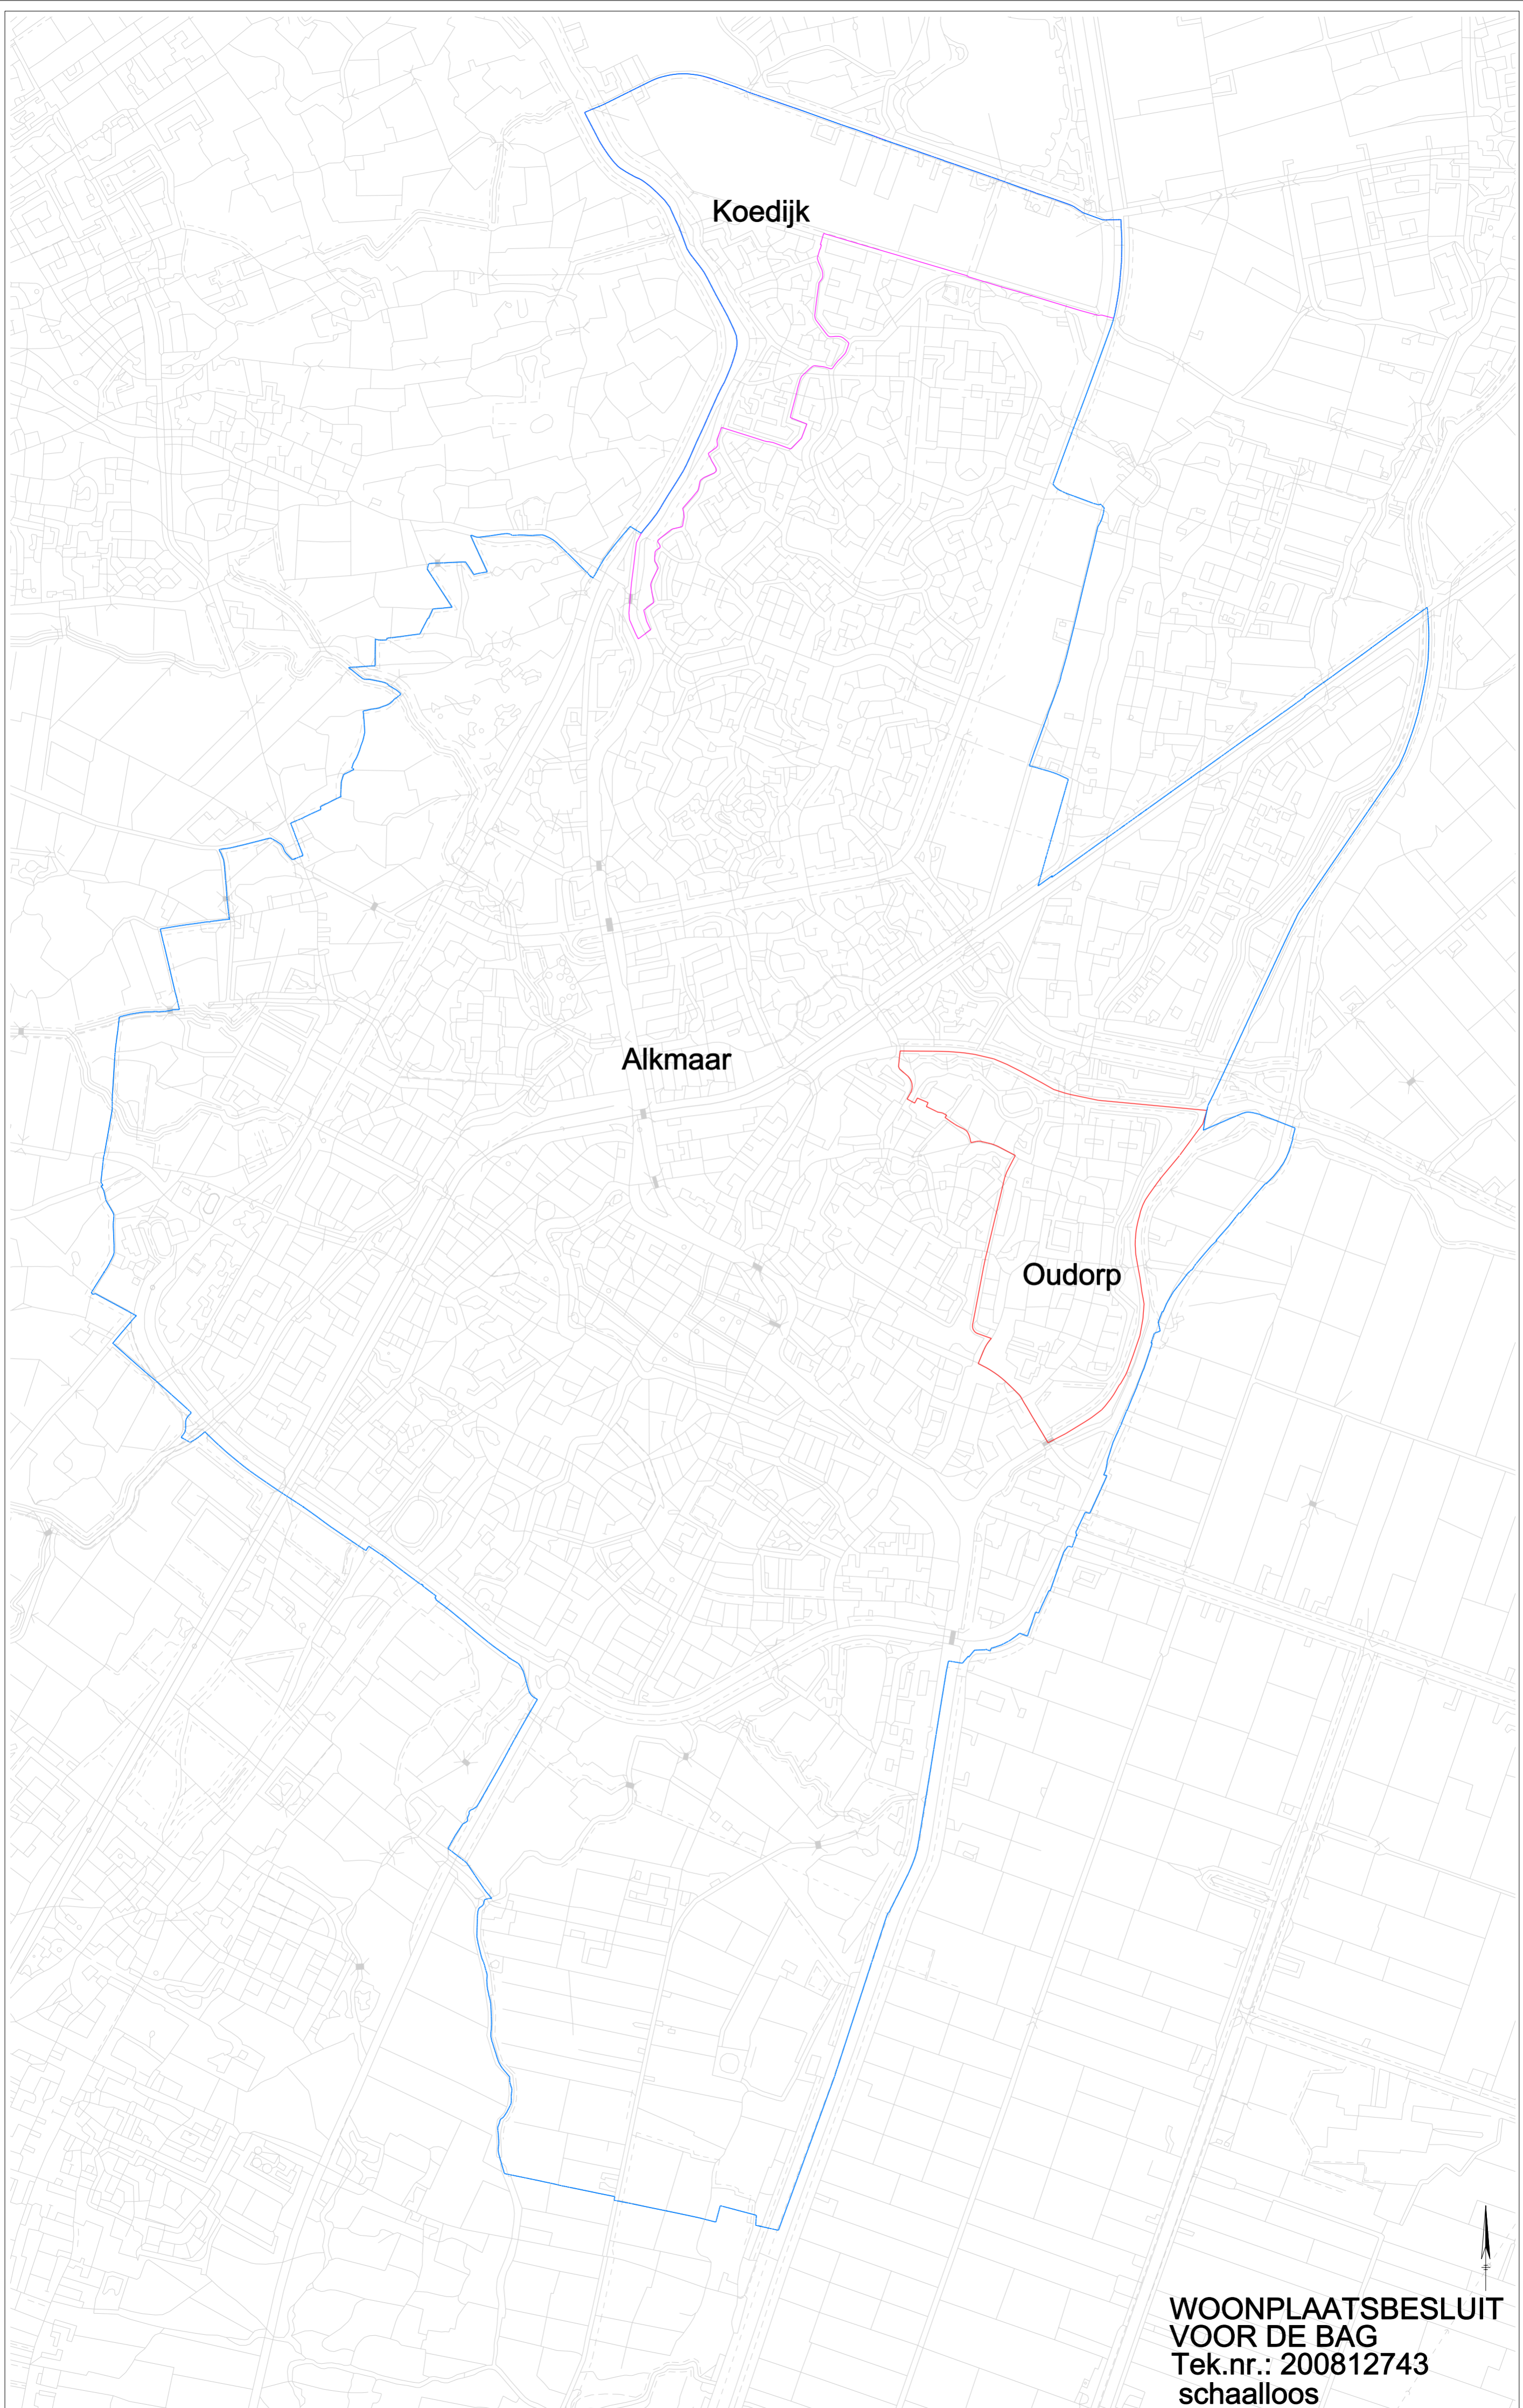 Koedijk
Alkmaar
Oudorp
WOONPLAATSBESLUIT
VOOR DE BAG
Tek.nr.: 200812743
schaalloos